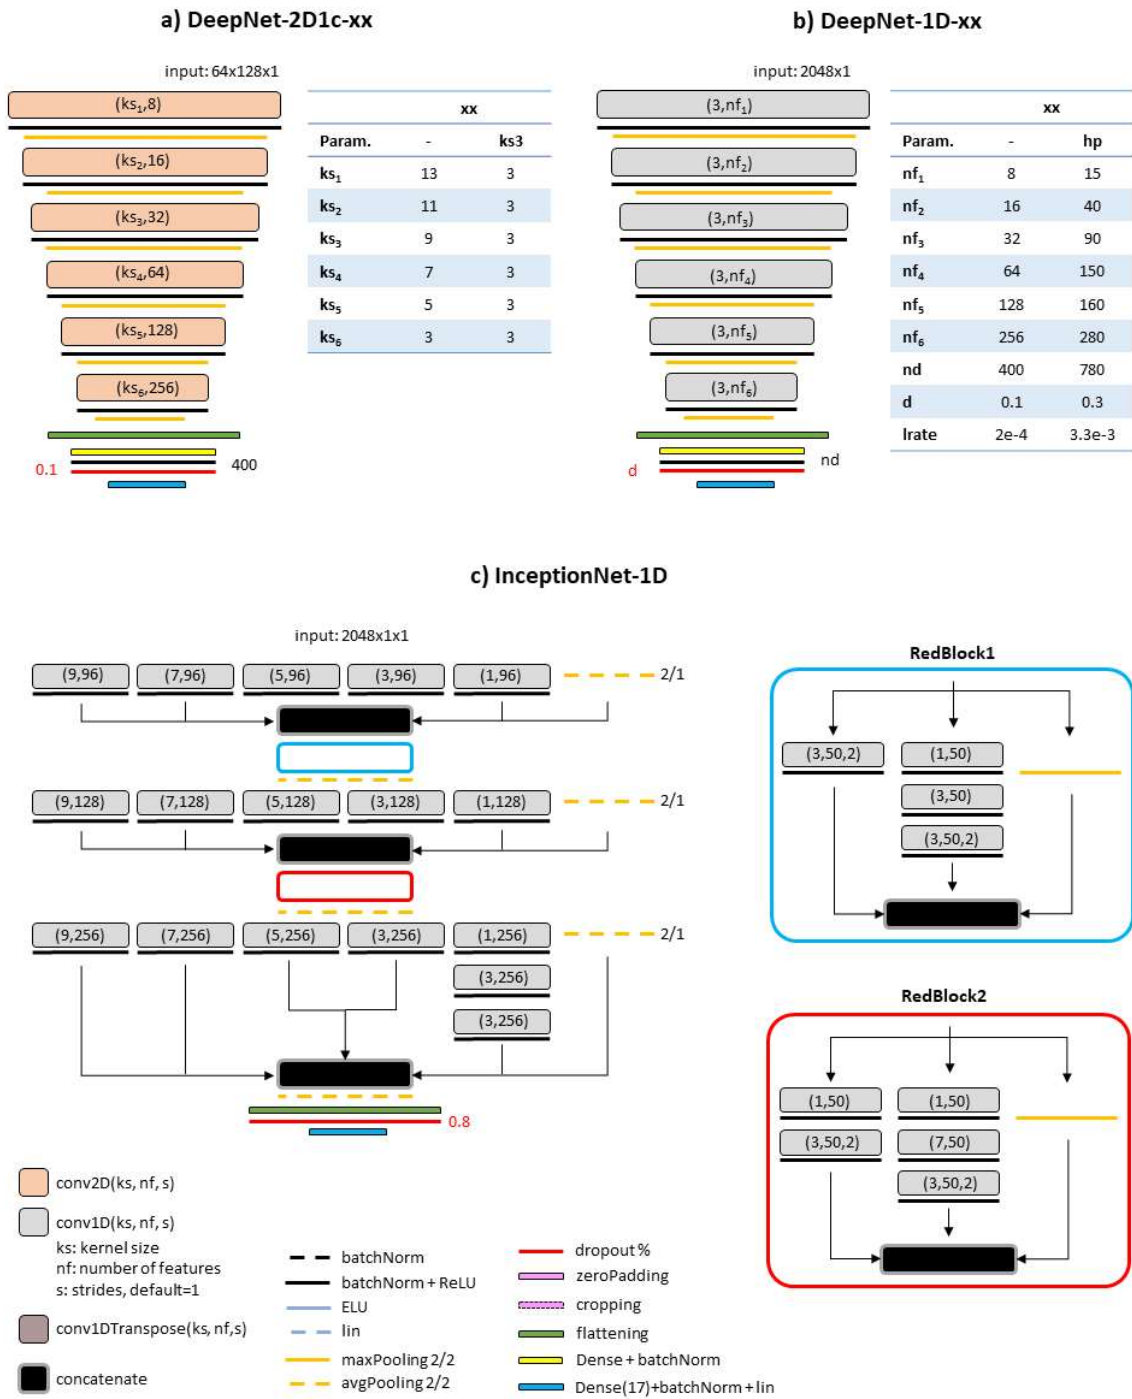 a) DeepNet-2D1c-xx
input: 64x128x1
(ks₁,8)
(ks₂,16)
(ks₃,32)
(ks₄,64)
(ks₅,128)
(ks₆,256)
0.1
400
xx
Param. - ks3
ks₁ 13 3
ks₂ 11 3
ks₃ 9 3
ks₄ 7 3
ks₅ 5 3
ks₆ 3 3
b) DeepNet-1D-xx
input: 2048x1
(3,nf₁)
(3,nf₂)
(3,nf₃)
(3,nf₄)
(3,nf₅)
(3,nf₆)
d
nd
xx
Param. - hp
nf₁ 8 15
nf₂ 16 40
nf₃ 32 90
nf₄ 64 150
nf₅ 128 160
nf₆ 256 280
nd 400 780
d 0.1 0.3
lrate 2e-4 3.3e-3
c) InceptionNet-1D
input: 2048x1x1
(9,96) (7,96) (5,96) (3,96) (1,96) 2/1
(9,128) (7,128) (5,128) (3,128) (1,128) 2/1
(9,256) (7,256) (5,256) (3,256) (1,256) 2/1
(3,256)
(3,256)
0.8
RedBlock1
(3,50,2) (1,50)
(3,50)
(3,50,2)
RedBlock2
(1,50) (1,50)
(3,50,2) (7,50)
(3,50,2)
conv2D(ks, nf, s)
conv1D(ks, nf, s)
ks: kernel size
nf: number of features
s: strides, default=1
conv1DTranspose(ks, nf,s)
concatenate
batchNorm
batchNorm + ReLU
ELU
lin
maxPooling 2/2
avgPooling 2/2
dropout %
zeroPadding
cropping
flattening
Dense + batchNorm
Dense(17)+batchNorm + lin